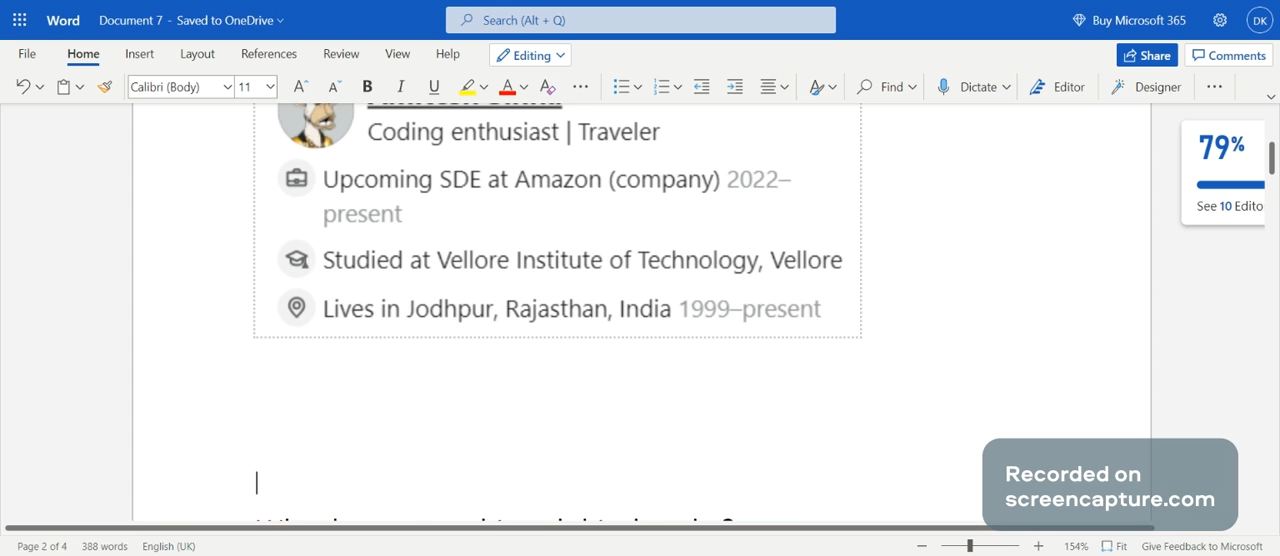 Word Document 7 - Saved to OneDrive Search (Alt + Q) Buy Microsoft 365 DK
File Home Insert Layout References Review View Help Editing Share Comments
Calibri (Body) 11 Find Dictate Editor Designer
Coding enthusiast | Traveler
79%
Upcoming SDE at Amazon (company) 2022–
present
See 10 Edito
Studied at Vellore Institute of Technology, Vellore
Lives in Jodhpur, Rajasthan, India 1999–present
Recorded on
screencapture.com
Page 2 of 4 388 words English (UK) 154% Fit Give Feedback to Microsoft